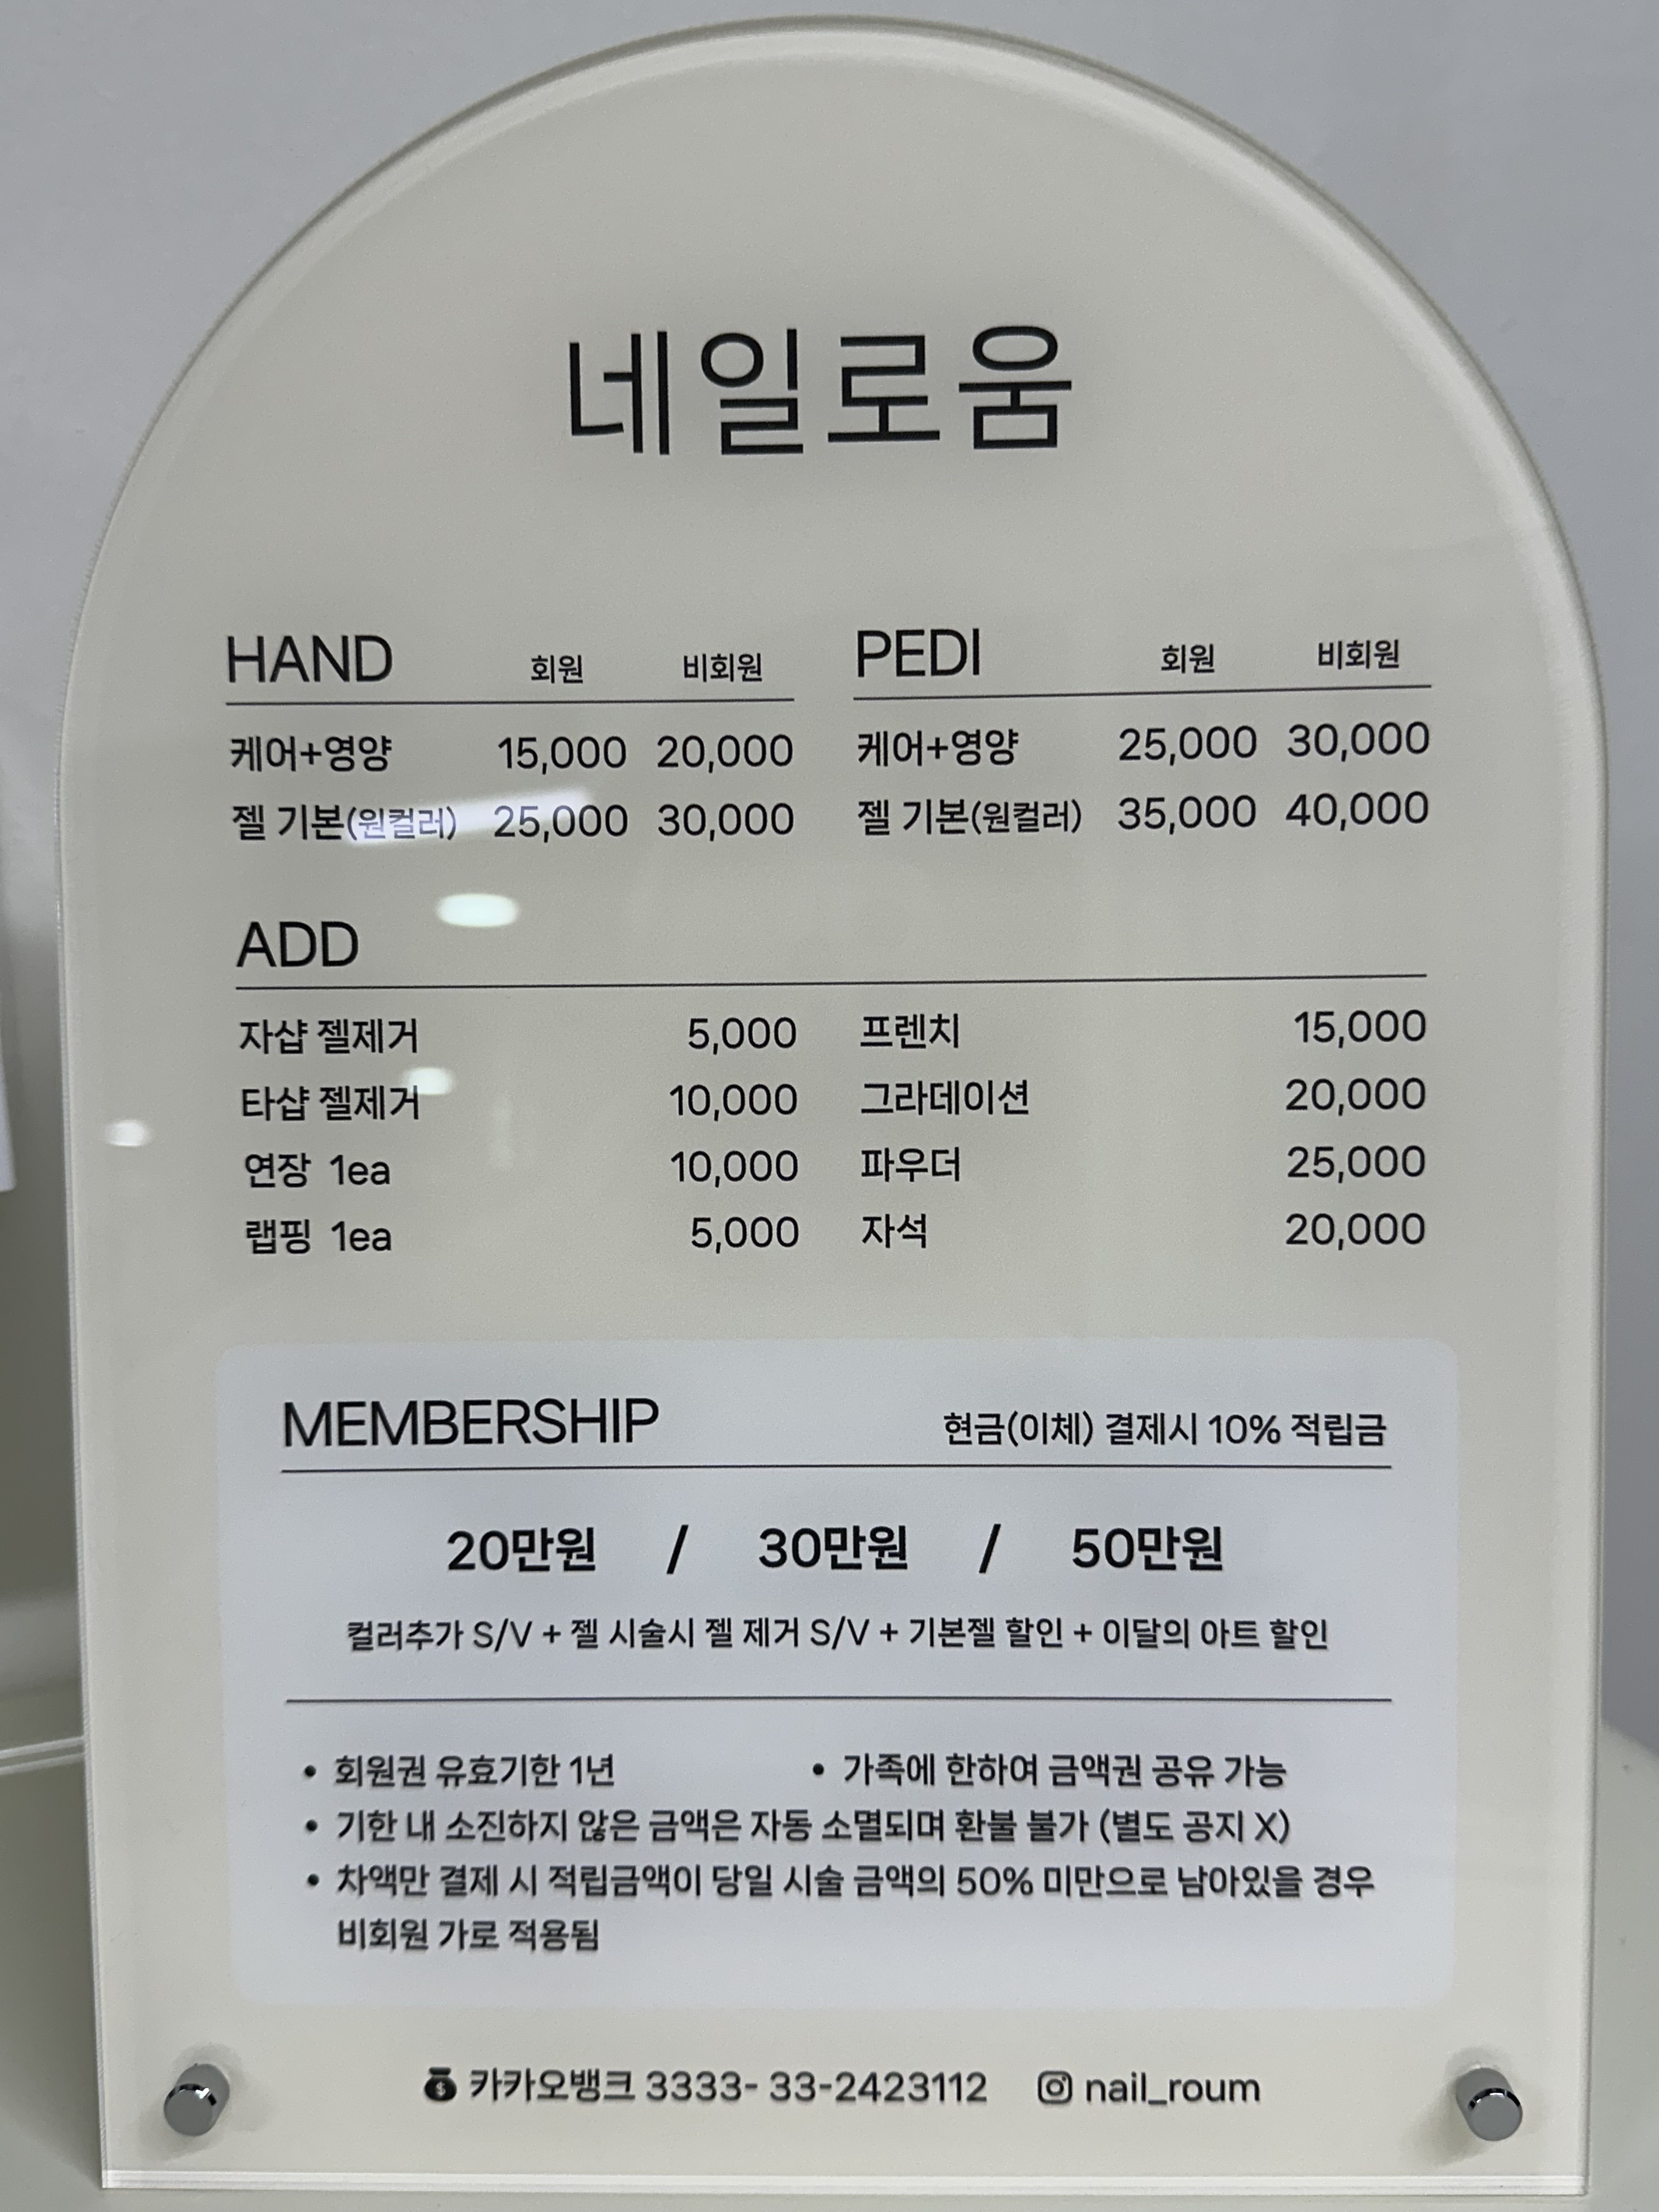 네일로움
HAND 회원 비회원
케어+영양 15,000 20,000
젤 기본(원컬러) 25,000 30,000
PEDI 회원 비회원
케어+영양 25,000 30,000
젤 기본(원컬러) 35,000 40,000
ADD
자샵 젤제거 5,000
타샵 젤제거 10,000
연장 1ea 10,000
랩핑 1ea 5,000
프렌치 15,000
그라데이션 20,000
파우더 25,000
자석 20,000
MEMBERSHIP 현금(이체) 결제시 10% 적립금
20만원 / 30만원 / 50만원
컬러추가 S/V + 젤 시술시 젤 제거 S/V + 기본젤 할인 + 이달의 아트 할인
• 회원권 유효기한 1년 • 가족에 한하여 금액권 공유 가능
• 기한 내 소진하지 않은 금액은 자동 소멸되며 환불 불가 (별도 공지 X)
• 차액만 결제 시 적립금액이 당일 시술 금액의 50% 미만으로 남아있을 경우
비회원 가로 적용됨
카카오뱅크 3333- 33-2423112 nail_roum